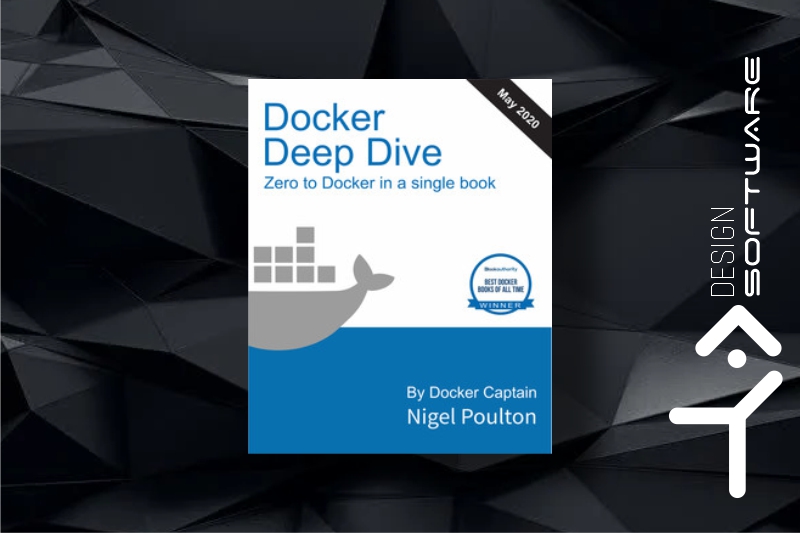 May 2020
Docker
Deep Dive
Zero to Docker in a single book
Bookauthority
BEST DOCKER
BOOKS OF ALL TIME
WINNER
By Docker Captain
Nigel Poulton
DESIGN
SOFTWARE